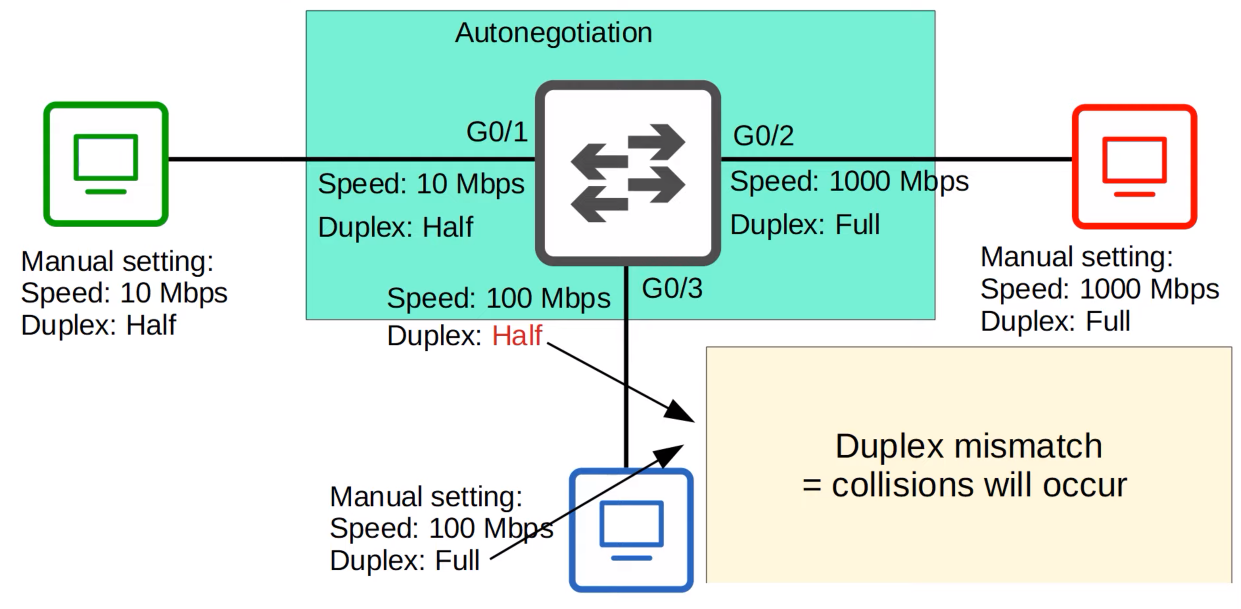 Autonegotiation
G0/1
G0/2
Speed: 10 Mbps
Duplex: Half
Speed: 1000 Mbps
Duplex: Full
Manual setting:
Speed: 10 Mbps
Duplex: Half
Manual setting:
Speed: 1000 Mbps
Duplex: Full
Speed: 100 Mbps
Duplex: Half
G0/3
Duplex mismatch
= collisions will occur
Manual setting:
Speed: 100 Mbps
Duplex: Full